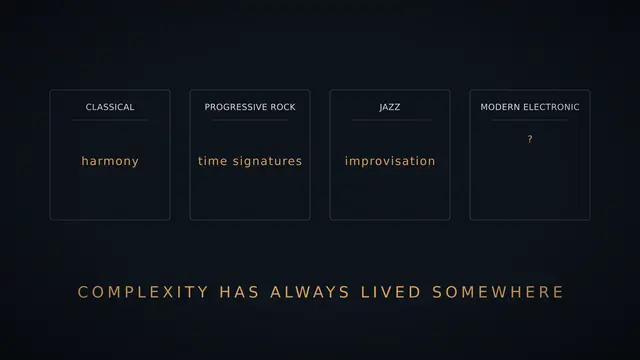 CLASSICAL
harmony
PROGRESSIVE ROCK
time signatures
JAZZ
improvisation
MODERN ELECTRONIC
?
COMPLEXITY HAS ALWAYS LIVED SOMEWHERE